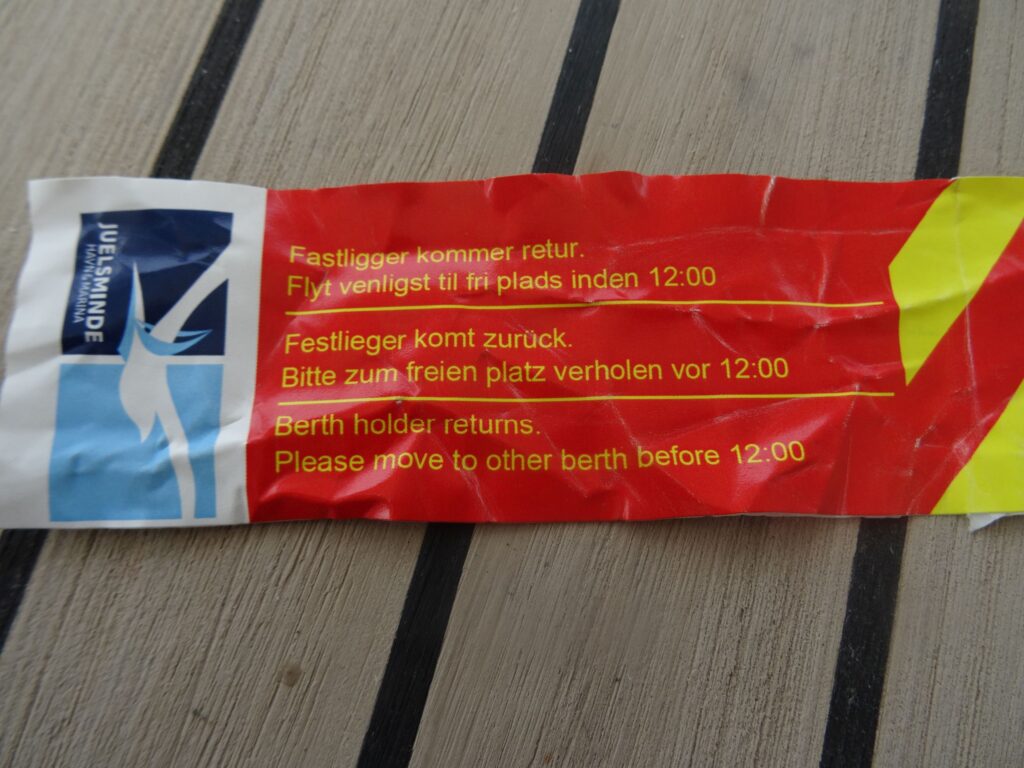 JUELSMINDE
HAVN & MARINA
Fastligger kommer retur.
Flyt venligst til fri plads inden 12:00
Festlieger komt zurück.
Bitte zum freien platz verholen vor 12:00
Berth holder returns.
Please move to other berth before 12:00